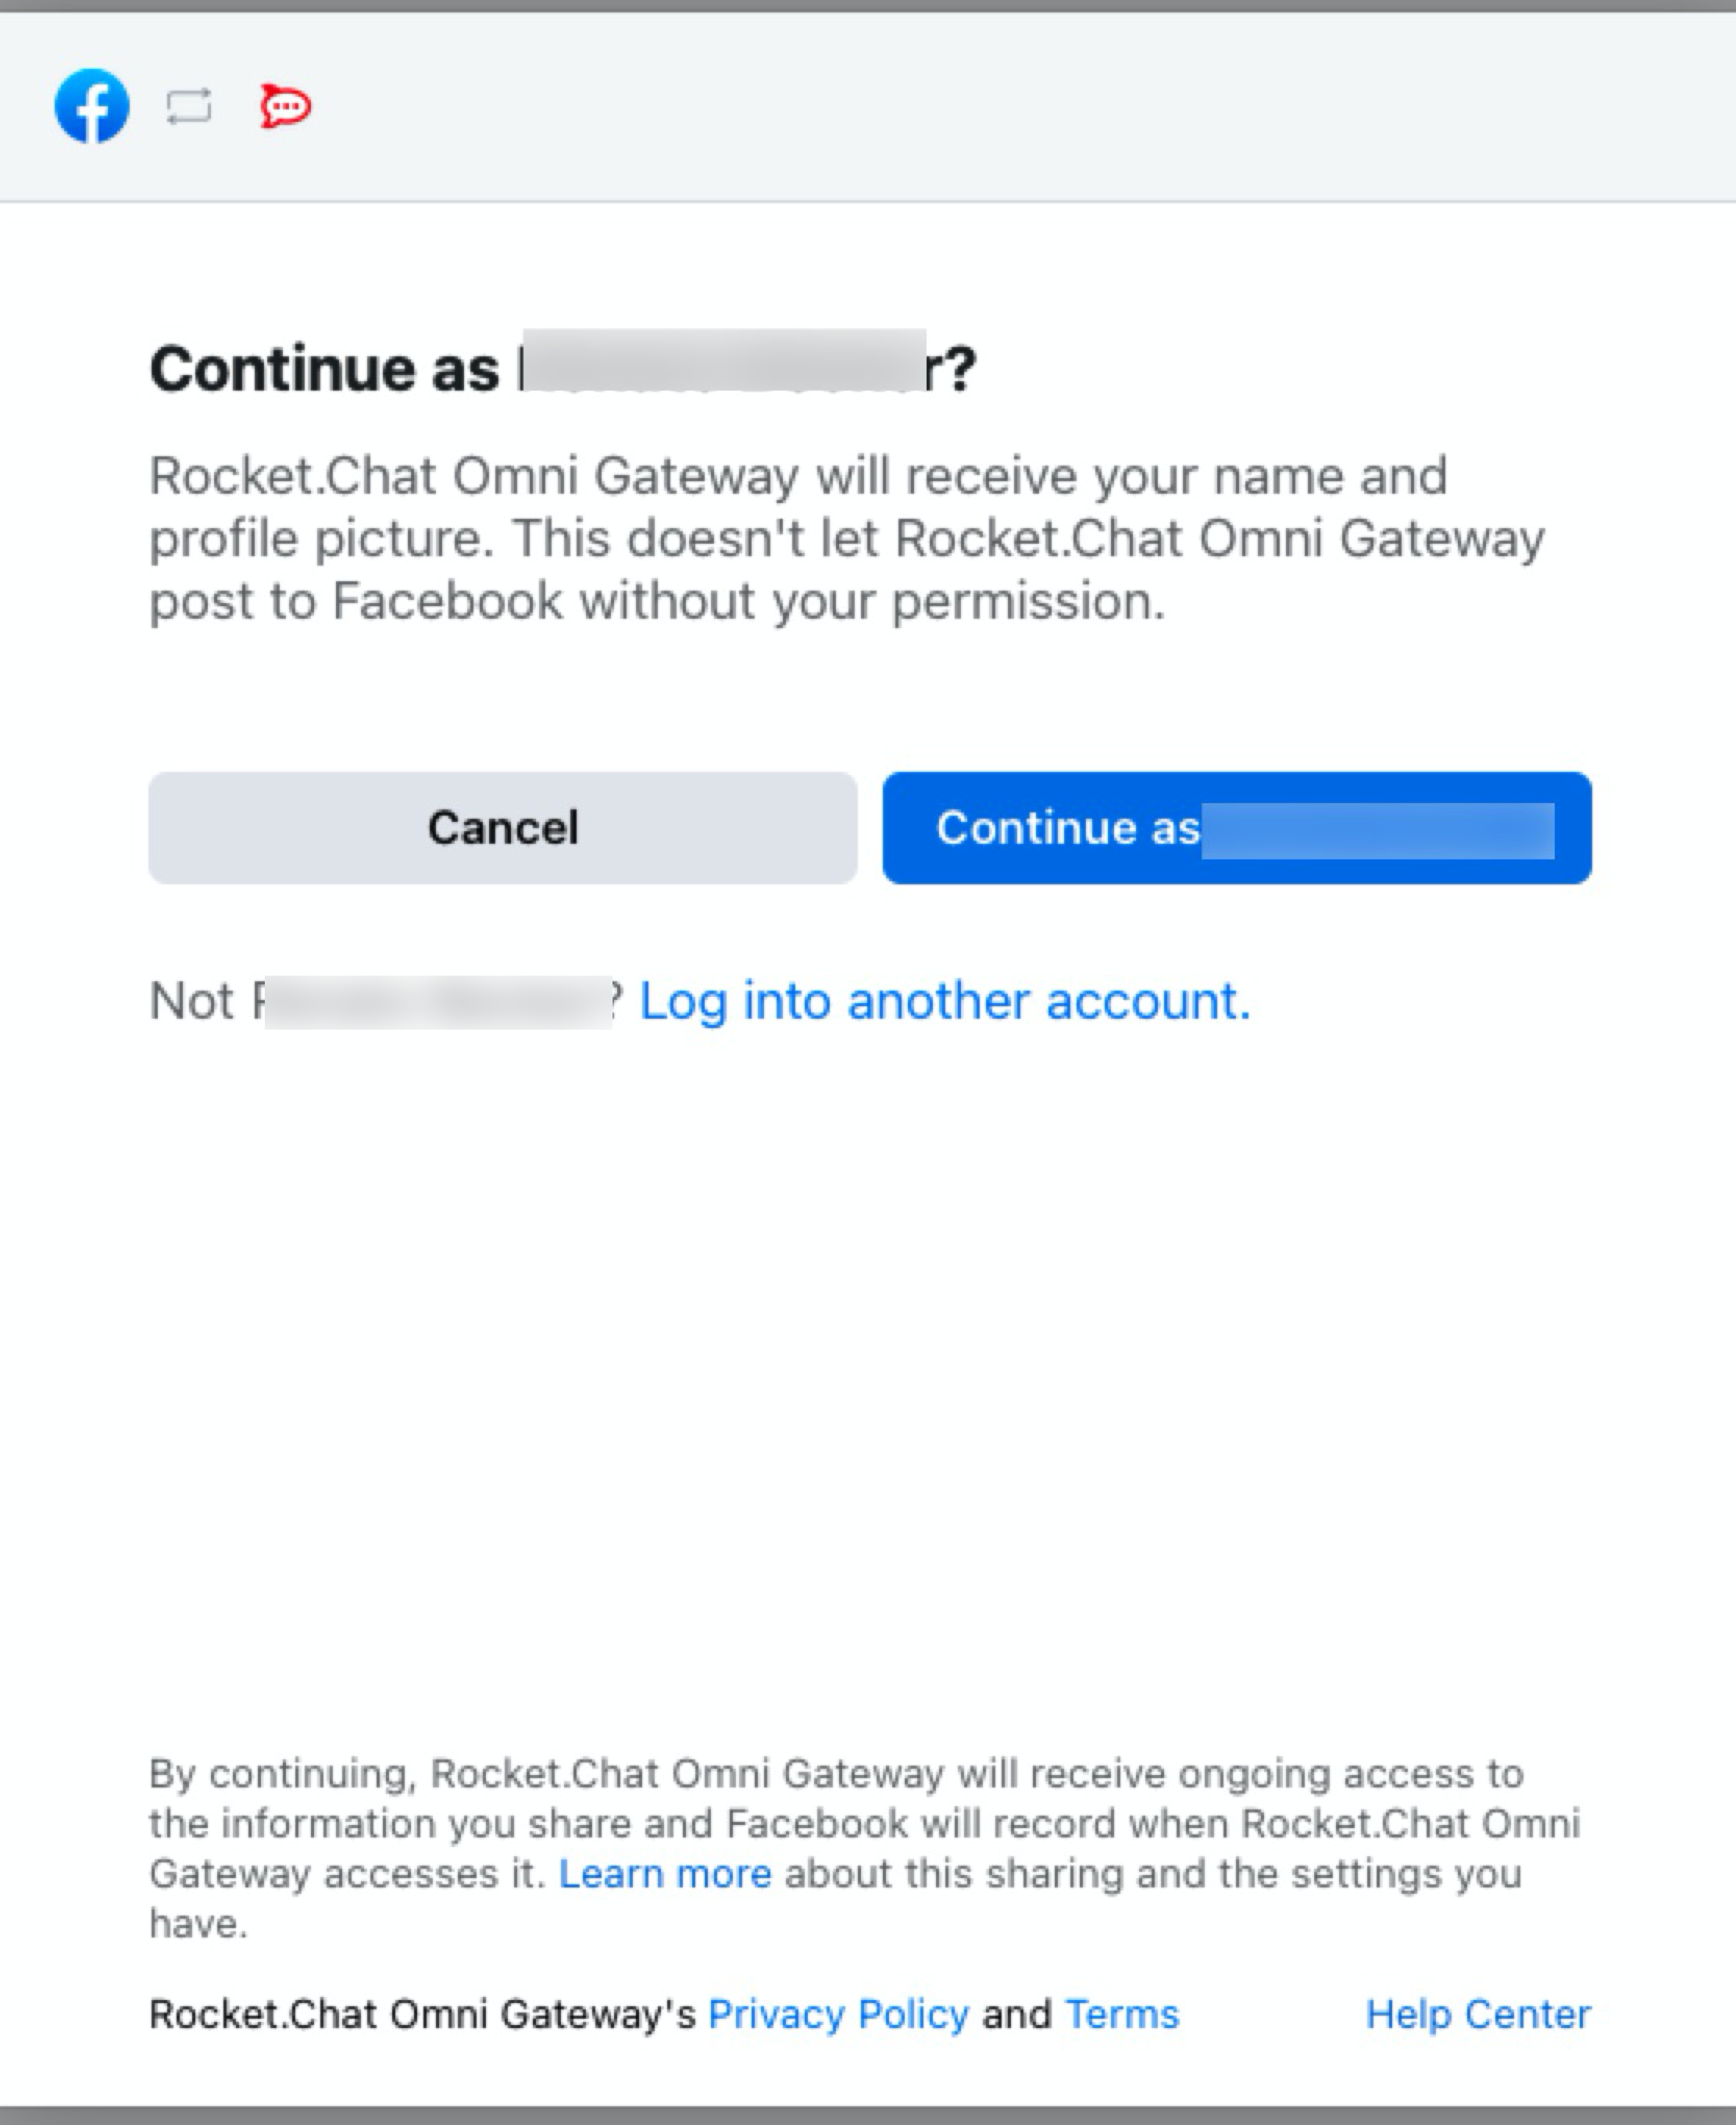 Continue as r?
Rocket.Chat Omni Gateway will receive your name and
profile picture. This doesn't let Rocket.Chat Omni Gateway
post to Facebook without your permission.
Cancel
Continue as
Not ? Log into another account.
By continuing, Rocket.Chat Omni Gateway will receive ongoing access to
the information you share and Facebook will record when Rocket.Chat Omni
Gateway accesses it. Learn more about this sharing and the settings you
have.
Rocket.Chat Omni Gateway's Privacy Policy and Terms
Help Center